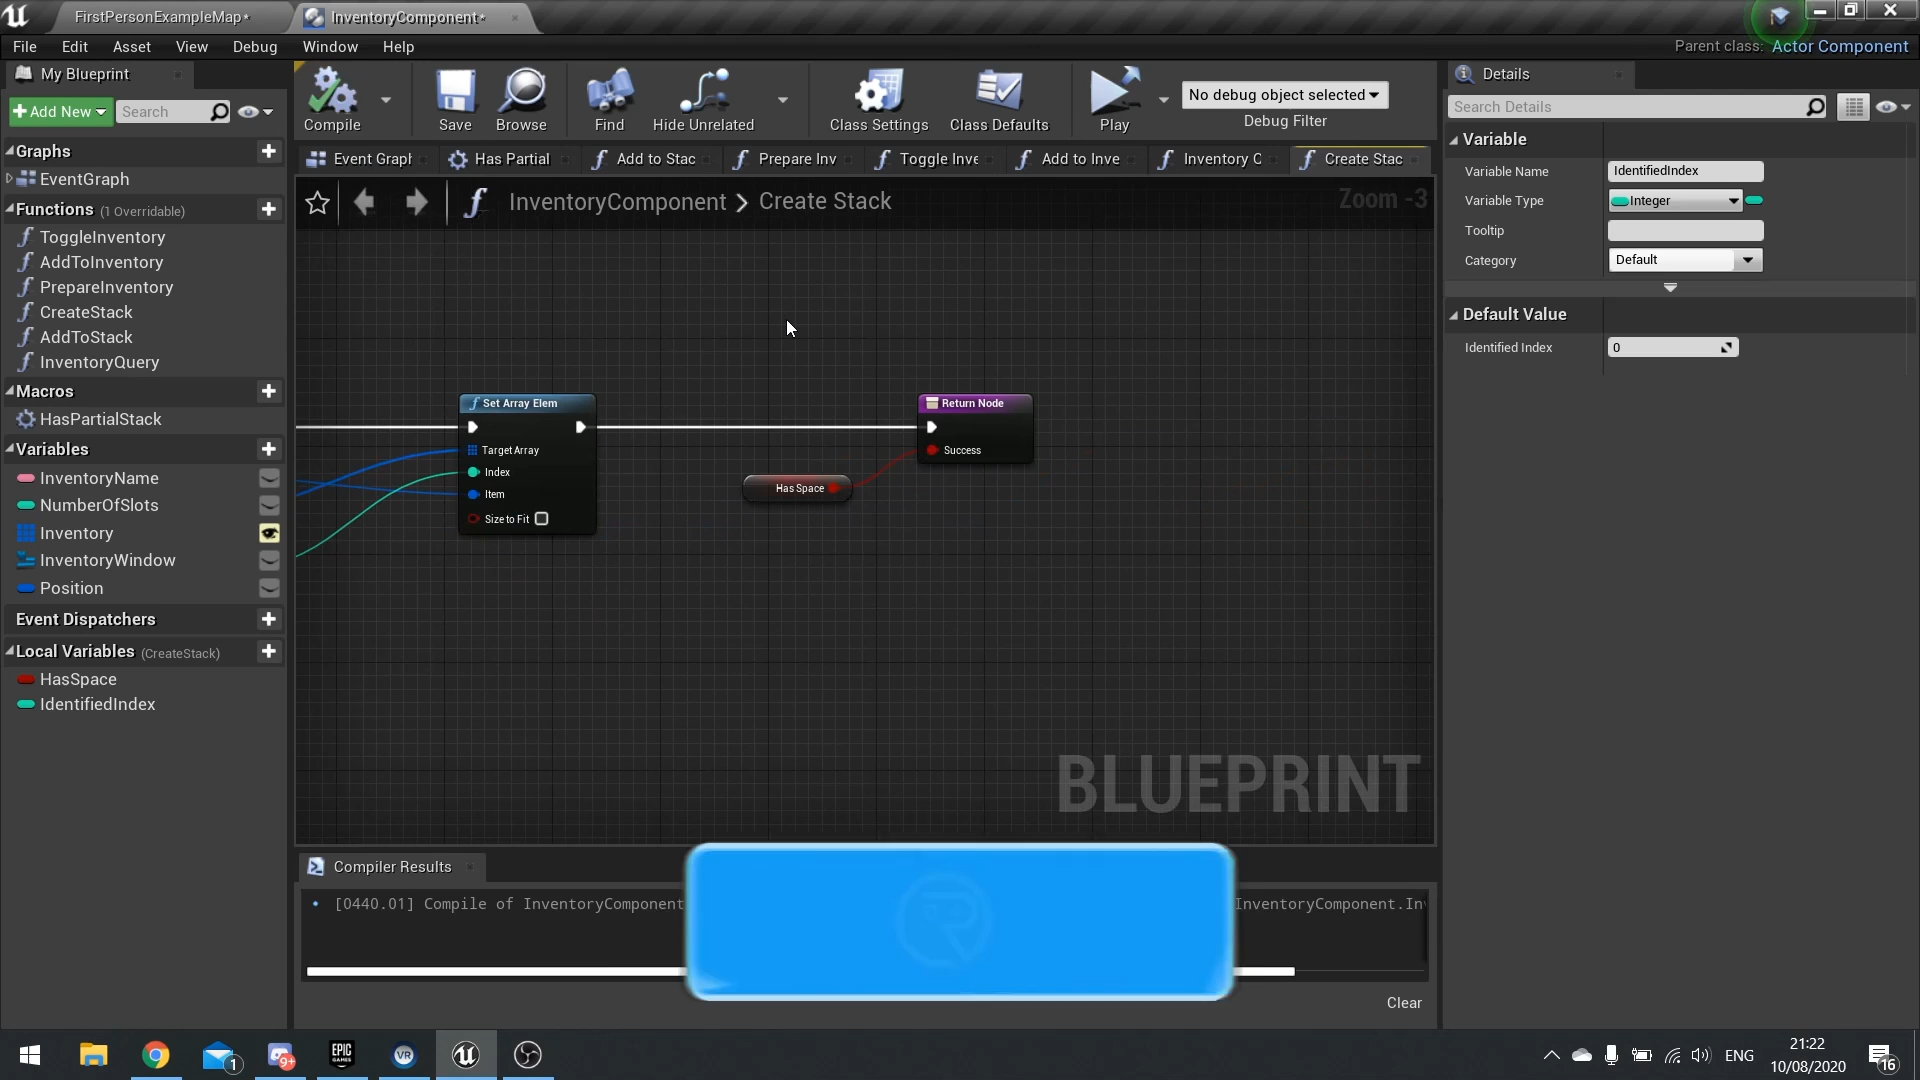 FirstPersonExampleMap*
InventoryComponent*
File Edit Asset View Debug Window Help
Parent class: Actor Component
My Blueprint
Add New
Search
Graphs
EventGraph
Functions (1 Overridable)
ToggleInventory
AddToInventory
PrepareInventory
CreateStack
AddToStack
InventoryQuery
Macros
HasPartialStack
Variables
InventoryName
NumberOfSlots
Inventory
InventoryWindow
Position
Event Dispatchers
Local Variables (CreateStack)
HasSpace
IdentifiedIndex
Compile
Save
Browse
Find
Hide Unrelated
Class Settings
Class Defaults
Play
No debug object selected
Debug Filter
Event Graph
Has Partial
Add to Stac
Prepare Inv
Toggle Inve
Add to Inve
Inventory Q
Create Stac
InventoryComponent > Create Stack
Zoom -3
Set Array Elem
Target Array
Index
Item
Size to Fit
Has Space
Return Node
Success
BLUEPRINT
Compiler Results
[0440.01] Compile of InventoryComponent
InventoryComponent.In
Clear
Details
Search Details
Variable
Variable Name IdentifiedIndex
Variable Type Integer
Tooltip
Category Default
Default Value
Identified Index 0
EPIC
GAMES
VR
1
9+
ENG
21:22
10/08/2020
16